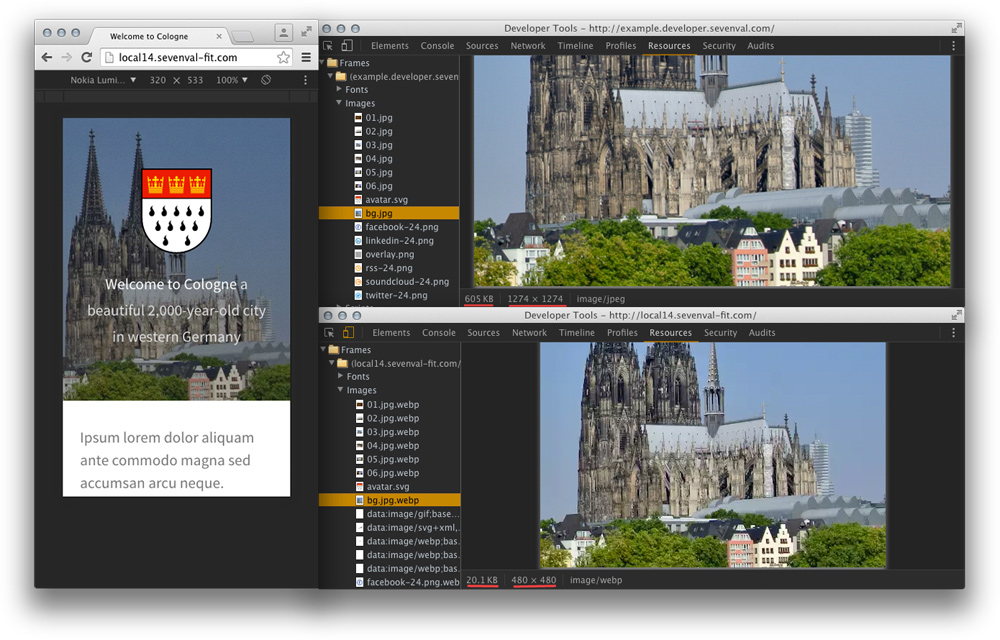 Welcome to Cologne
local14.sevenval-fit.com
Nokia Lumi... ▼ 320 × 533 100% ▼
Welcome to Cologne a
beautiful 2,000-year-old city
in western Germany
Ipsum lorem dolor aliquam
ante commodo magna sed
accumsan arcu neque.
Developer Tools - http://example.developer.sevenval.com/
Elements Console Sources Network Timeline Profiles Resources Security Audits
Frames
(example.developer.seven
Fonts
Images
01.jpg
02.jpg
03.jpg
04.jpg
05.jpg
06.jpg
avatar.svg
bg.jpg
facebook-24.png
linkedin-24.png
overlay.png
rss-24.png
soundcloud-24.png
twitter-24.png
605 KB 1274 × 1274 image/jpeg
Developer Tools - http://local14.sevenval-fit.com/
Elements Console Sources Network Timeline Profiles Resources Security Audits
Frames
(local14.sevenval-fit.com/
Fonts
Images
01.jpg.webp
02.jpg.webp
03.jpg.webp
04.jpg.webp
05.jpg.webp
06.jpg.webp
avatar.svg
bg.jpg.webp
data:image/gif;base...
data:image/svg+xml,.
data:image/webp;bas.
data:image/webp;bas.
data:image/webp;bas.
facebook-24.png.web
20.1 KB 480 × 480 image/webp